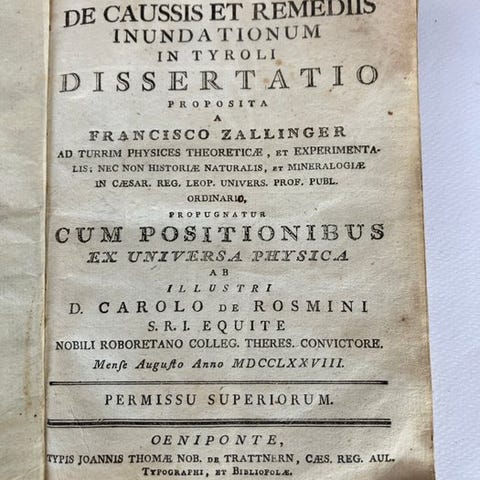 DE CAUSSIS ET REMEDIIS
INUNDATIONUM
IN TYROLI
DISSERTATIO
PROPOSITA
A
FRANCISCO ZALLINGER
AD TURRIM PHYSICES THEORETICÆ, ET EXPERIMENTA-
LIS; NEC NON HISTORIÆ NATURALIS, ET MINERALOGIÆ
IN CÆSAR. REG. LEOP. UNIVERS. PROF. PUBL.
ORDINARIO,
PROPUGNATUR
CUM POSITIONIBUS
EX UNIVERSA PHYSICA
AB
ILLUSTRI
D. CAROLO DE ROSMINI
S. R. I. EQUITE
NOBILI ROBORETANO COLLEG. THERES. CONVICTORE.
Menſe Auguſto Anno MDCCLXXVIII.
PERMISSU SUPERIORUM.
OENIPONTE,
TYPIS JOANNIS THOMÆ NOB. DE TRATTNERN, CÆS. REG. AUL.
TYPOGRAPHI, ET BIBLIOPOLÆ.